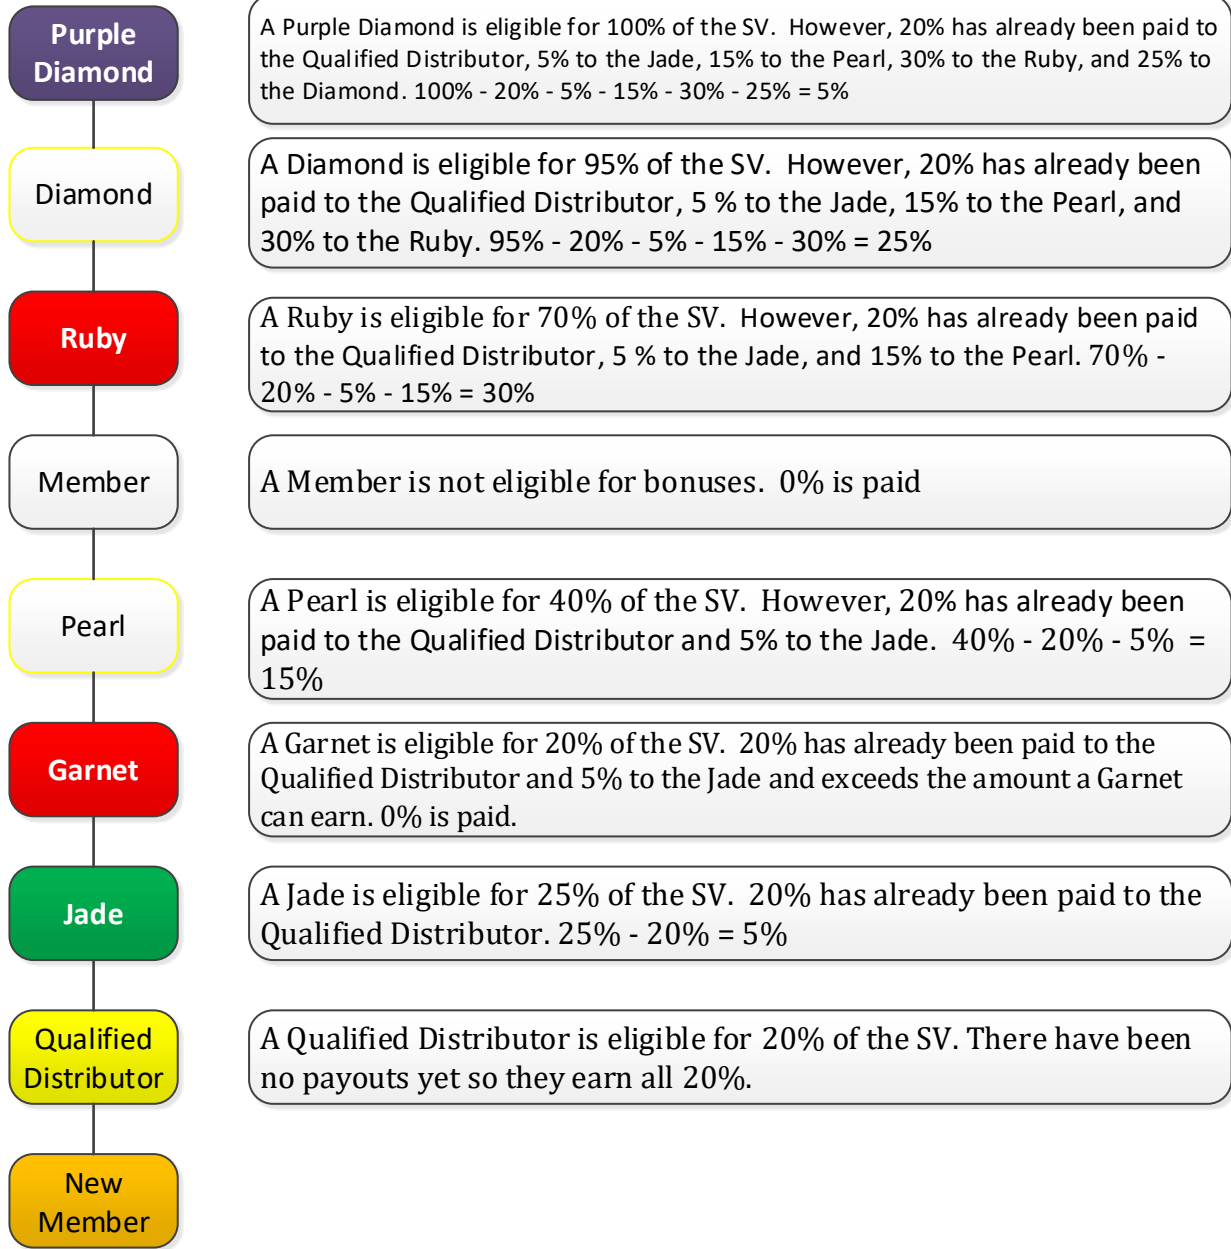 Purple
Diamond
A Purple Diamond is eligible for 100% of the SV.  However, 20% has already been paid to
the Qualified Distributor, 5% to the Jade, 15% to the Pearl, 30% to the Ruby, and 25% to
the Diamond. 100% - 20% - 5% - 15% - 30% - 25% = 5%
Diamond
A Diamond is eligible for 95% of the SV.  However, 20% has already been
paid to the Qualified Distributor, 5 % to the Jade, 15% to the Pearl, and
30% to the Ruby. 95% - 20% - 5% - 15% - 30% = 25%
Ruby
A Ruby is eligible for 70% of the SV.  However, 20% has already been paid
to the Qualified Distributor, 5 % to the Jade, and 15% to the Pearl. 70% -
20% - 5% - 15% = 30%
Member
A Member is not eligible for bonuses.  0% is paid
Pearl
A Pearl is eligible for 40% of the SV.  However, 20% has already been
paid to the Qualified Distributor and 5% to the Jade.  40% - 20% - 5%  =
15%
Garnet
A Garnet is eligible for 20% of the SV.  20% has already been paid to the
Qualified Distributor and 5% to the Jade and exceeds the amount a Garnet
can earn. 0% is paid.
Jade
A Jade is eligible for 25% of the SV.  20% has already been paid to the
Qualified Distributor. 25% - 20% = 5%
Qualified
Distributor
A Qualified Distributor is eligible for 20% of the SV. There have been
no payouts yet so they earn all 20%.
New
Member